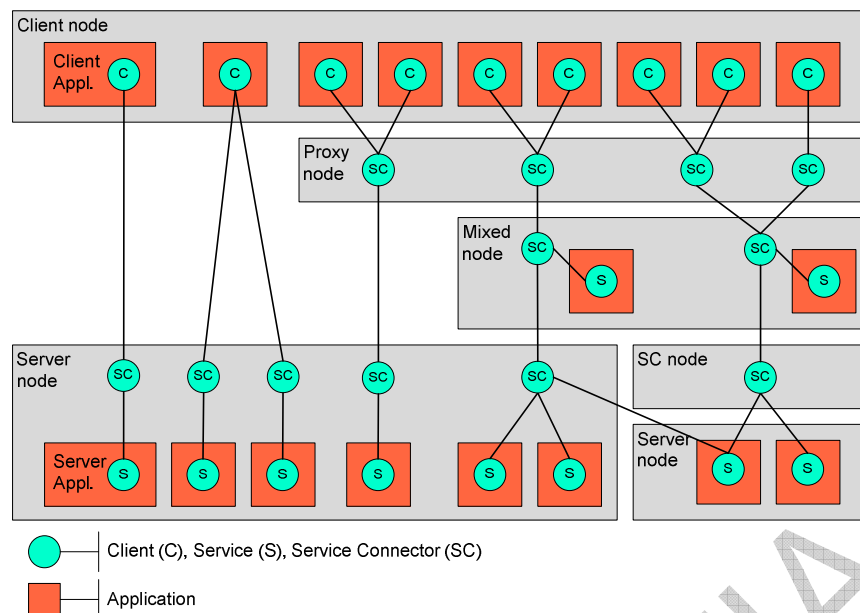 Client node
Client
Appl.
C
C
C
C
C
C
C
C
C
Proxy
node
SC
SC
SC
SC
Mixed
node
SC
S
SC
S
Server
node
SC
SC
SC
SC
SC
SC node
SC
Server
Appl.
S
S
S
S
S
S
Server
node
S
S
Client (C), Service (S), Service Connector (SC)
Application